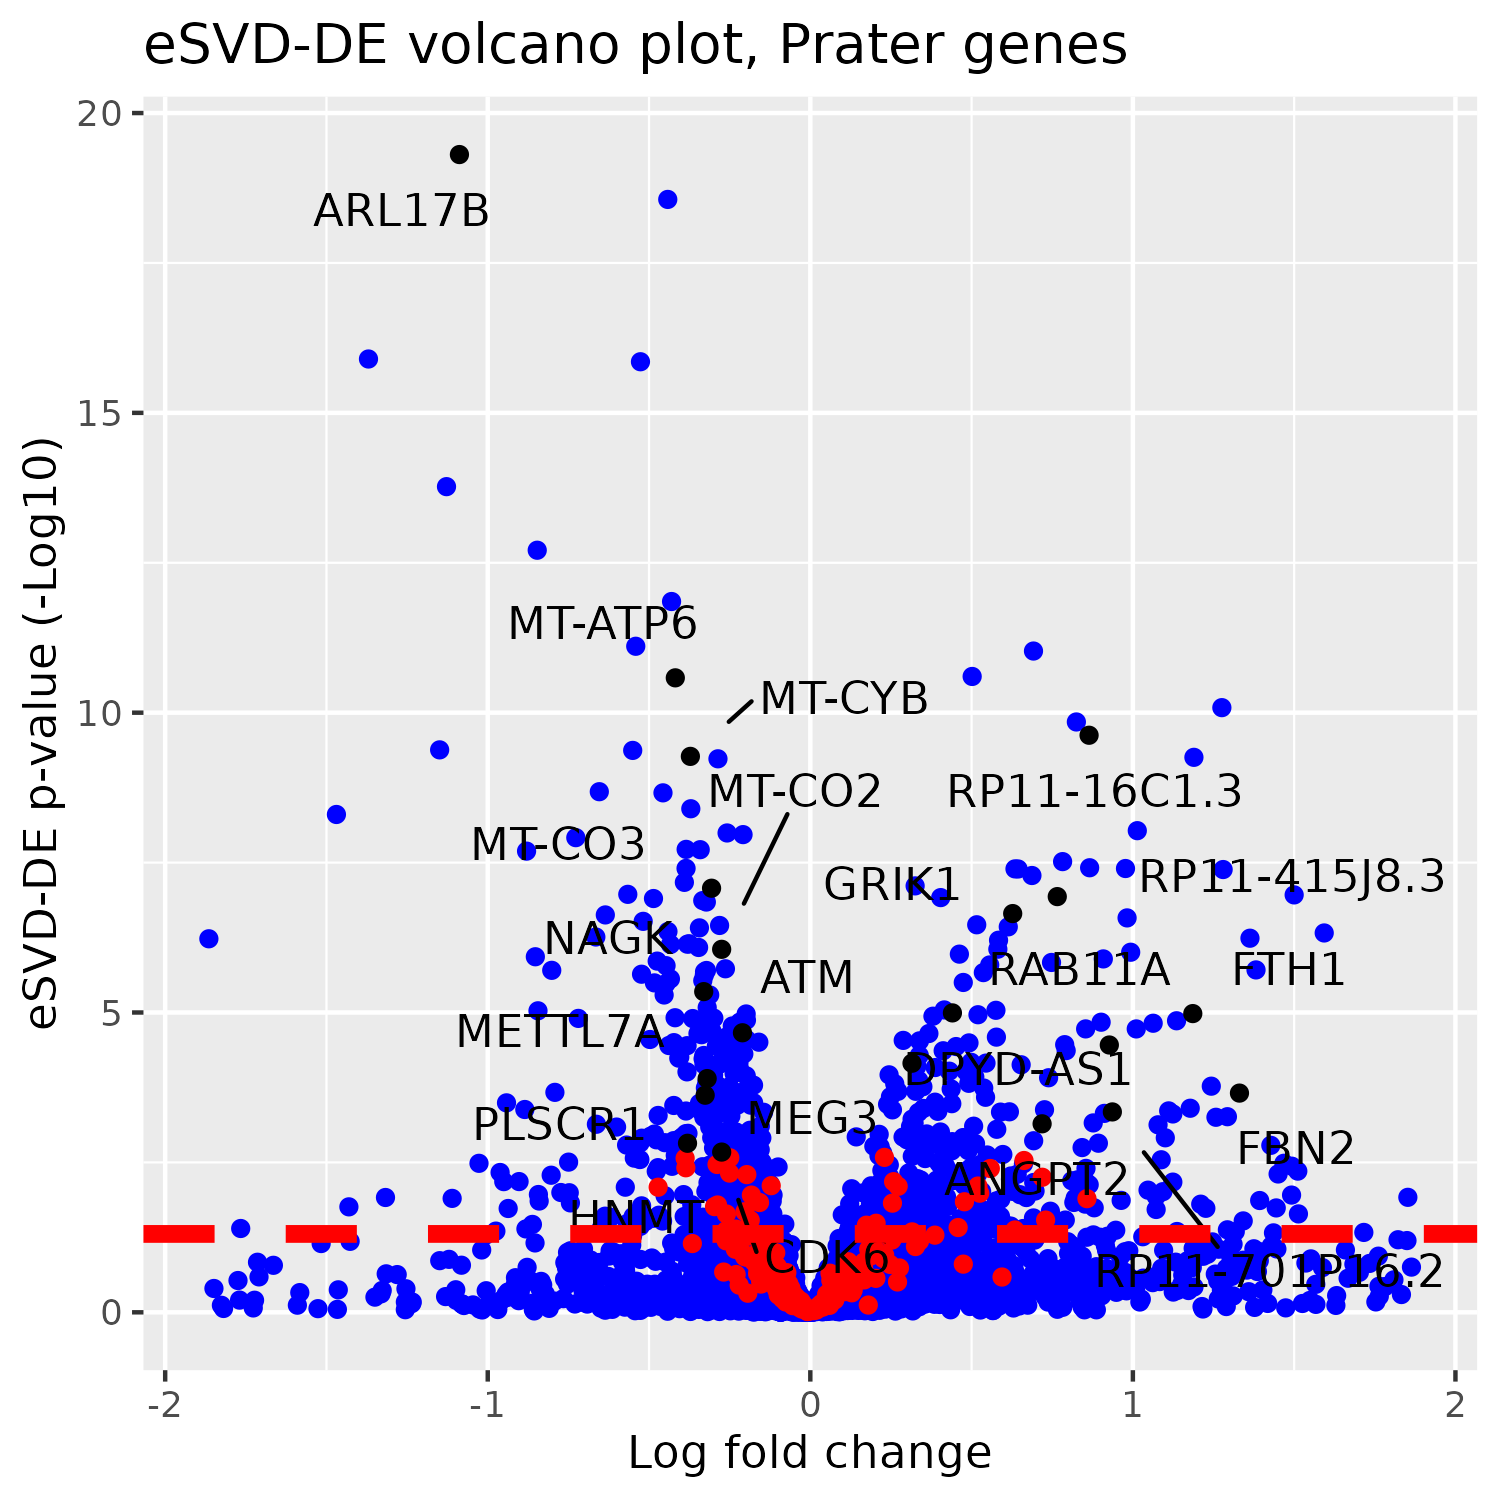 eSVD-DE volcano plot, Prater genes
20
ARL17B
15
MT-ATP6
MT-CYB
10
MT-CO2
RP11-16C1.3
MT-CO3
GRIK1
RP11-415J8.3
NAGK
ATM
RAB11A
FTH1
5
METTL7A
DPYD-AS1
PLSCR1
MEG3
FBN2
ANGPT2
HNMT
CDK6
RP11-701P16.2
0
-2
-1
0
1
2
Log fold change
eSVD-DE p-value (-Log10)